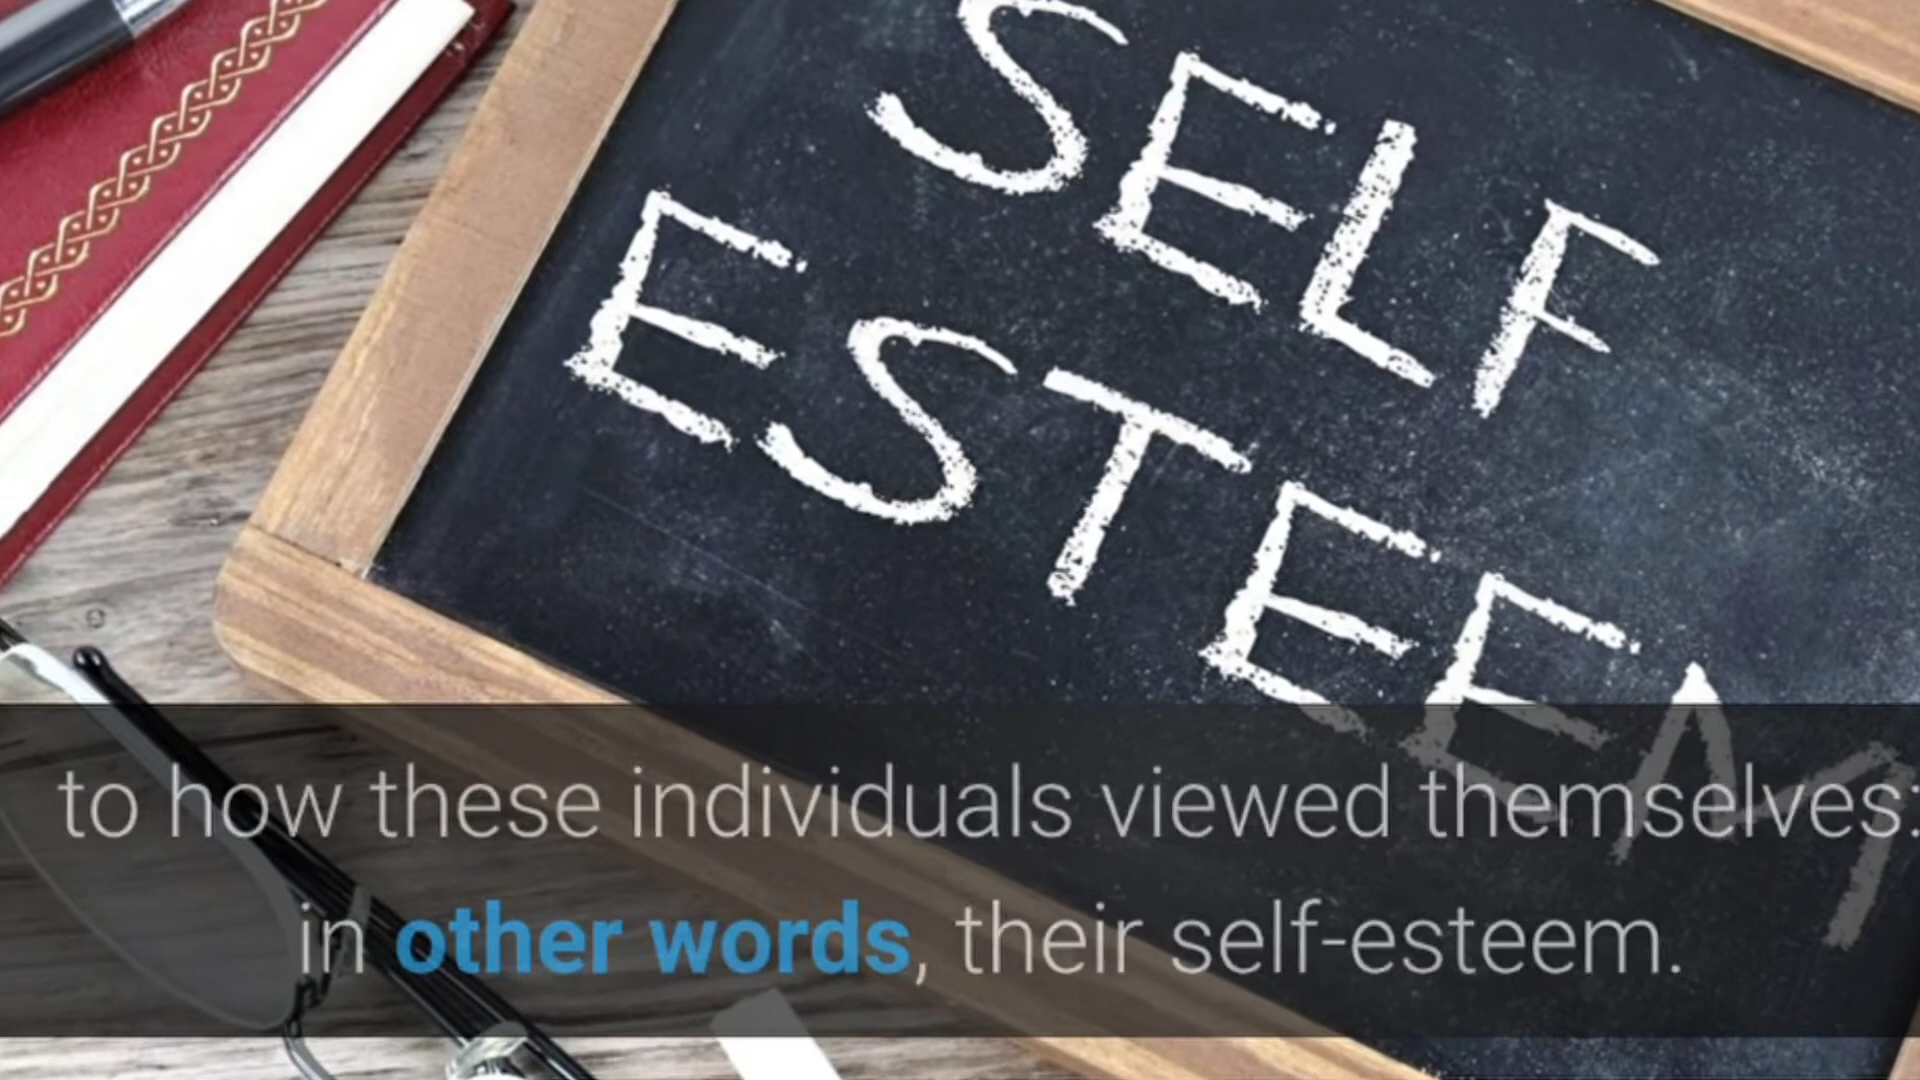 SELF
ESTEEM
to how these individuals viewed themselves:
in other words, their self-esteem.